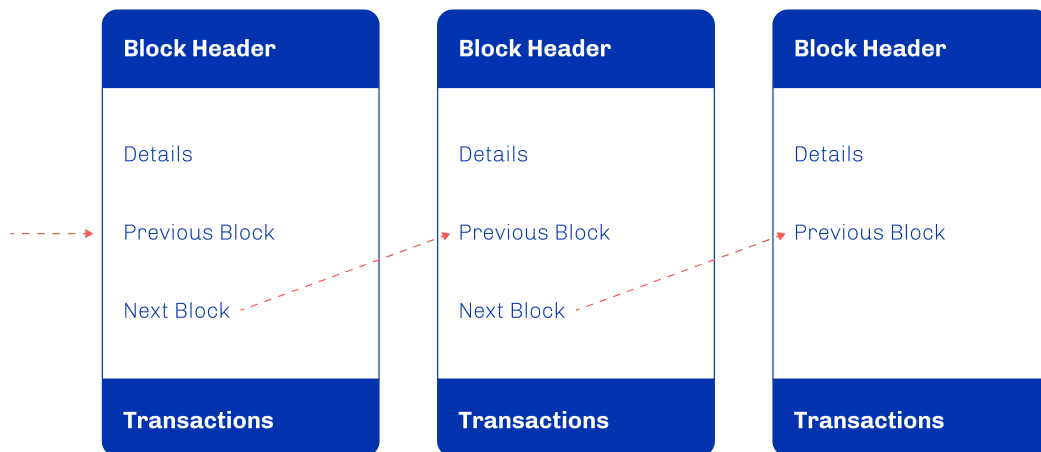 Block Header
Details
Previous Block
Next Block
Transactions
Block Header
Details
Previous Block
Next Block
Transactions
Block Header
Details
Previous Block
Transactions